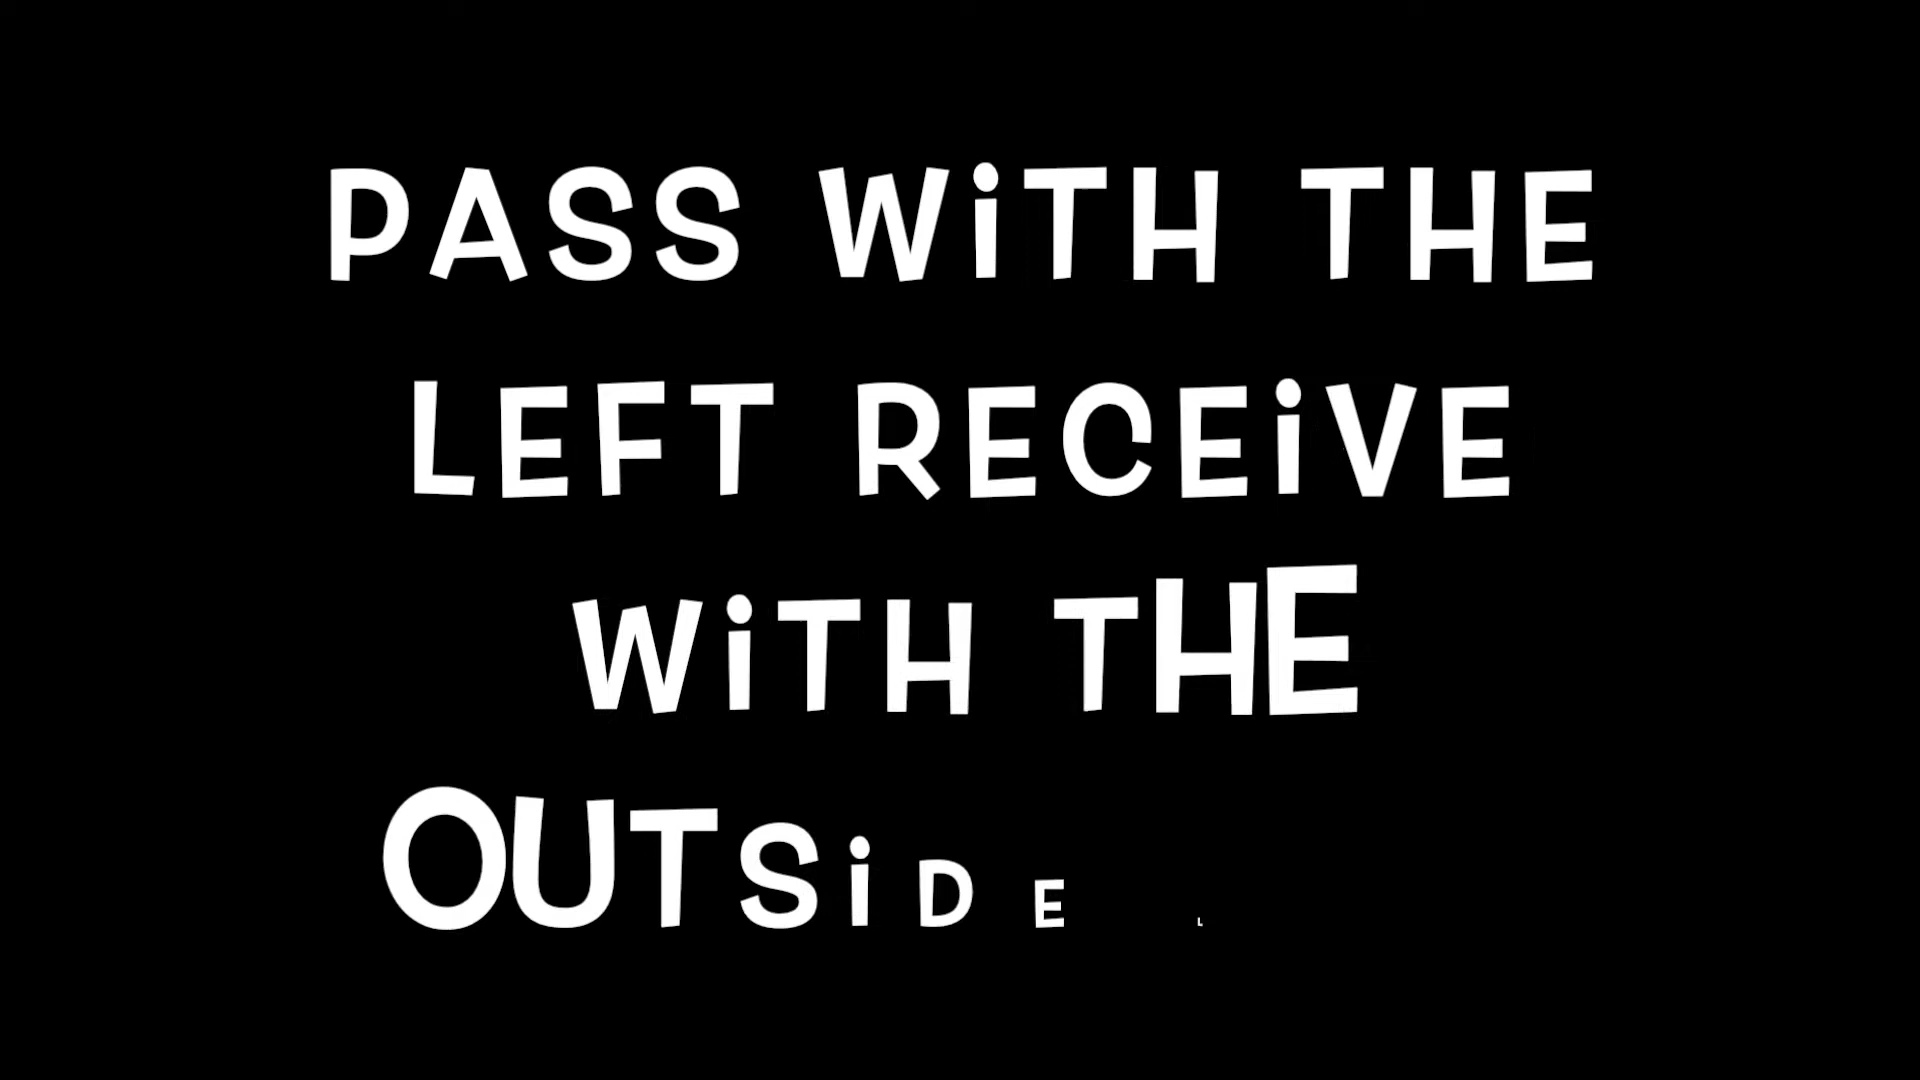 PASS WiTH THE
LEFT RECEiVE
WiTH THE
OUTSiDE L